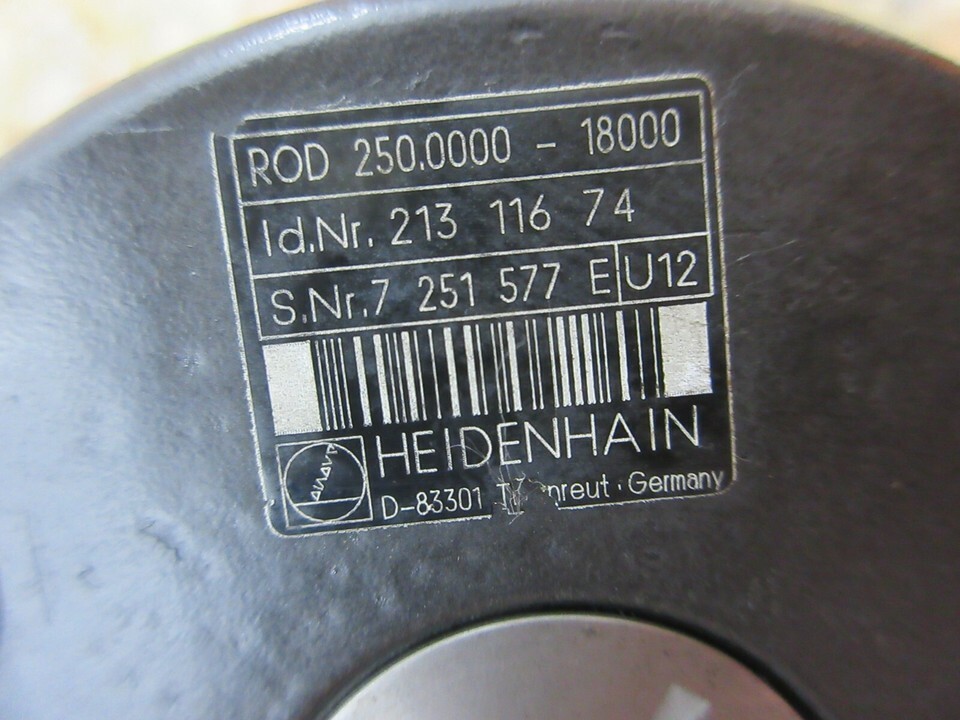 ROD 250.0000 - 18000
Id.Nr. 213 116 74
S.Nr.7 251 577 E U12
HEIDENHAIN
D-83301 · Germany